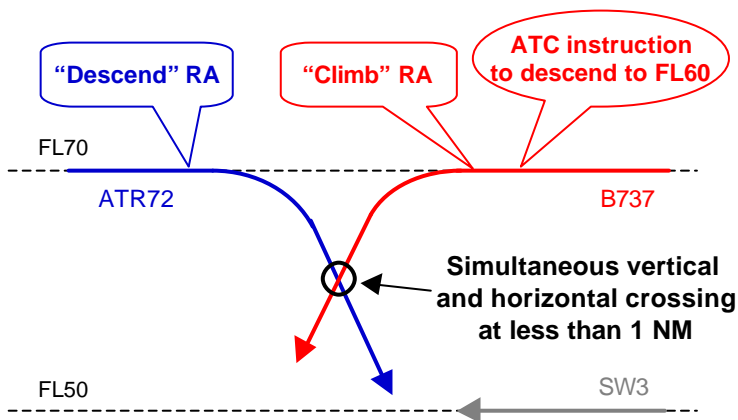 ATC instruction
to descend to FL60
“Descend” RA
“Climb” RA
FL70
ATR72
B737
Simultaneous vertical
and horizontal crossing
at less than 1 NM
FL50
SW3